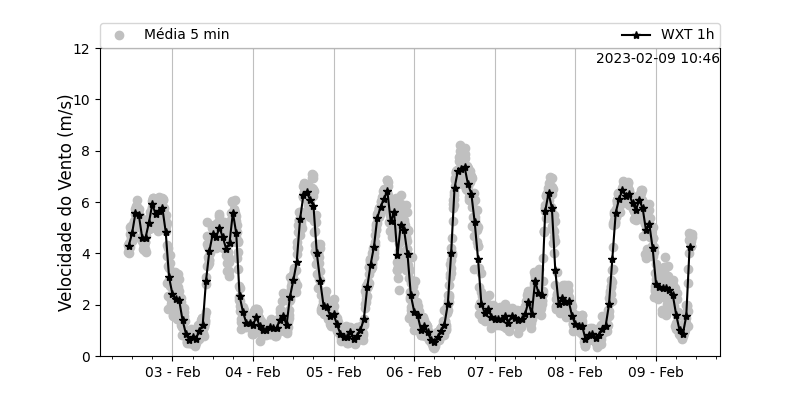 Média 5 min
WXT 1h
2023-02-09 10:46
Velocidade do Vento (m/s)
12
10
8
6
4
2
0
03 - Feb
04 - Feb
05 - Feb
06 - Feb
07 - Feb
08 - Feb
09 - Feb